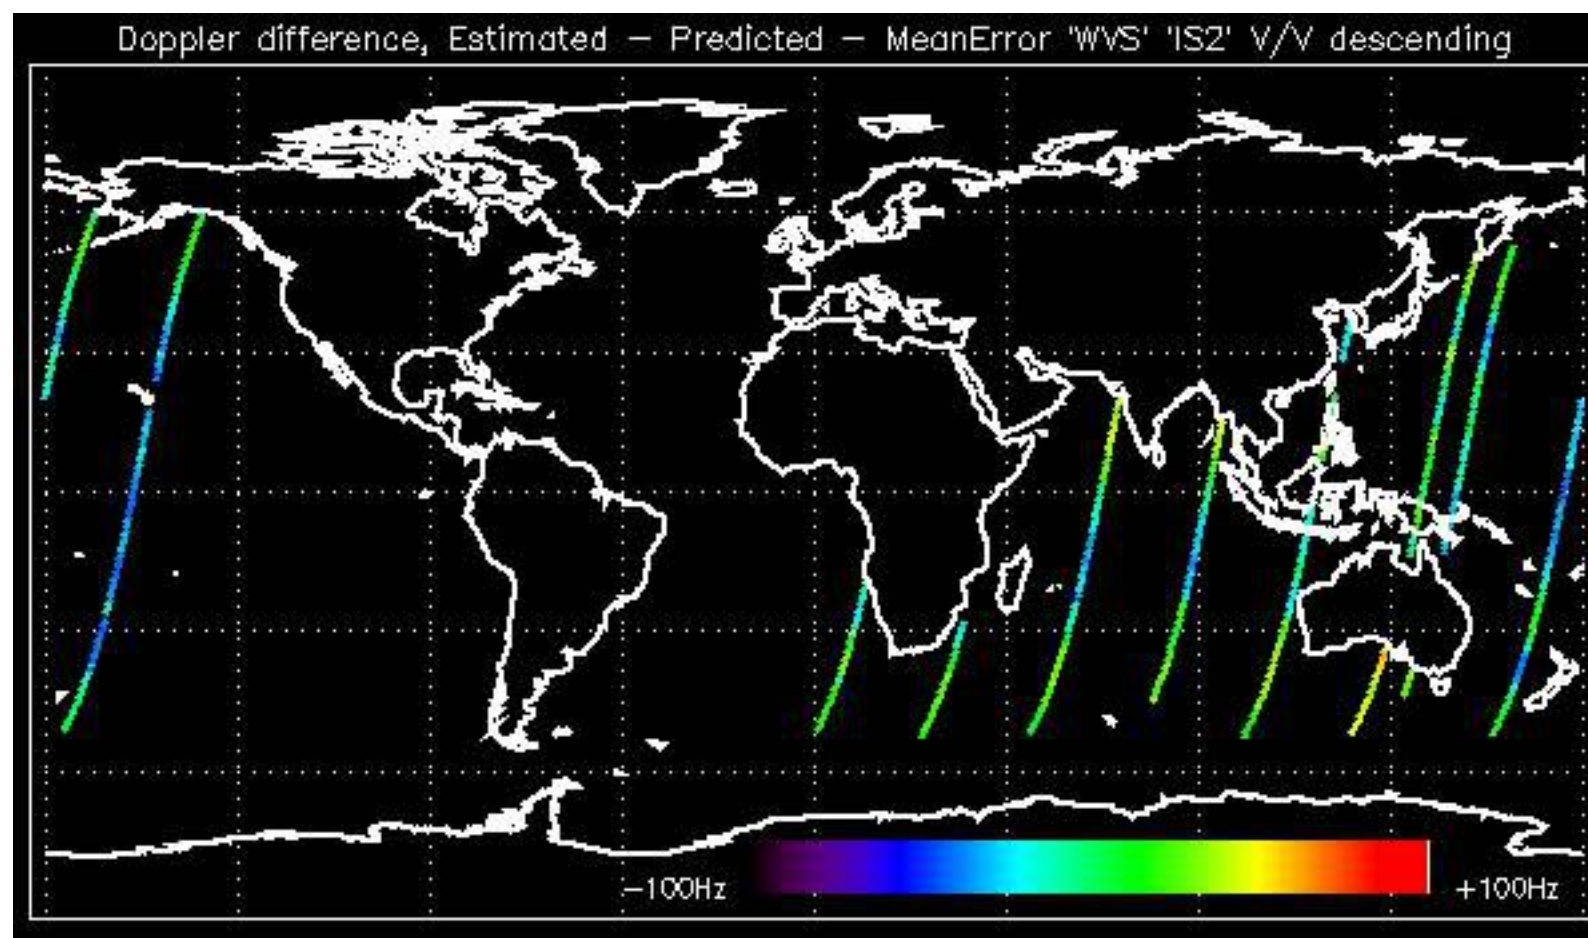 Doppler difference, Estimated − Predicted − MeanError 'WVS' 'IS2' V/V descending
−100Hz
+100Hz